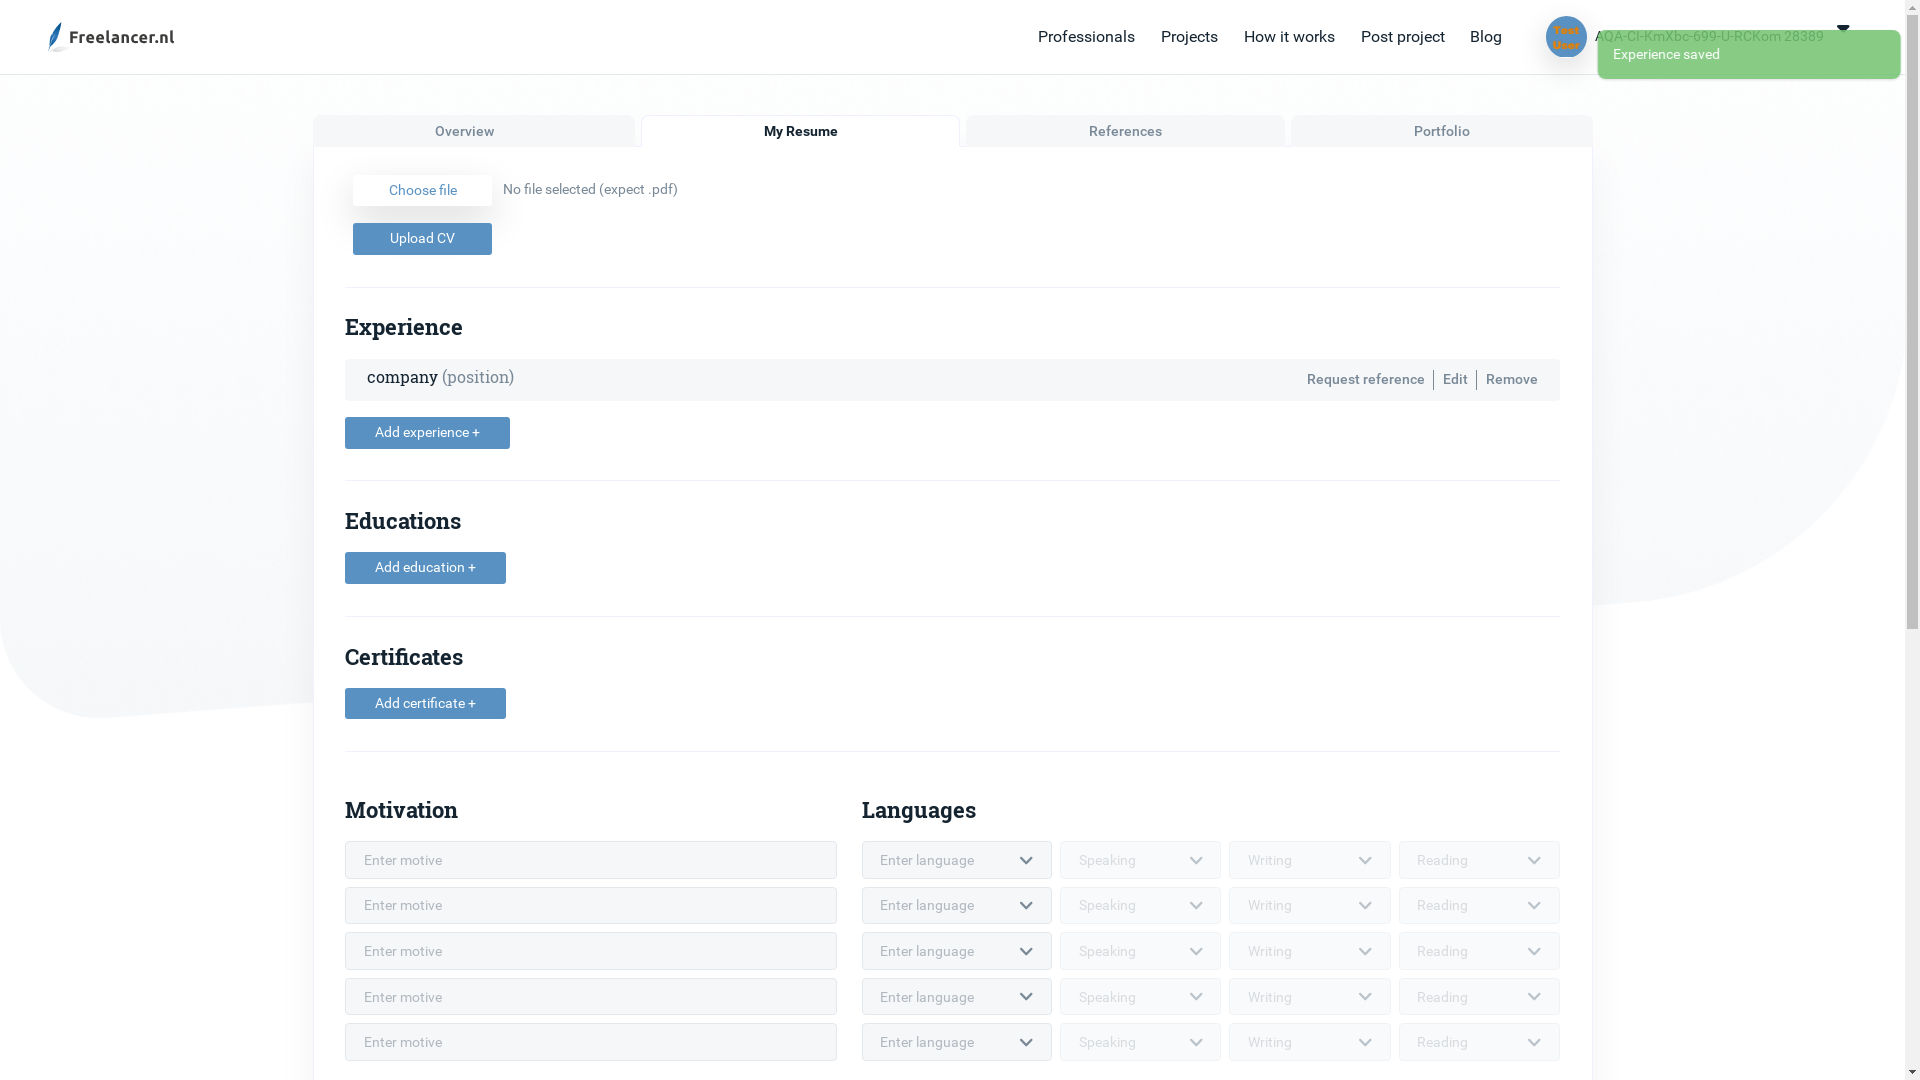 Freelancer.nl
Professionals Projects How it works Post project Blog
Test User
AQA-CI-KmXbc-699-U-RCKom 28389
Experience saved
Overview My Resume References Portfolio
Choose file No file selected (expect .pdf)
Upload CV
Experience
company (position) Request reference Edit Remove
Add experience +
Educations
Add education +
Certificates
Add certificate +
Motivation Languages
Enter motive Enter language Speaking Writing Reading
Enter motive Enter language Speaking Writing Reading
Enter motive Enter language Speaking Writing Reading
Enter motive Enter language Speaking Writing Reading
Enter motive Enter language Speaking Writing Reading